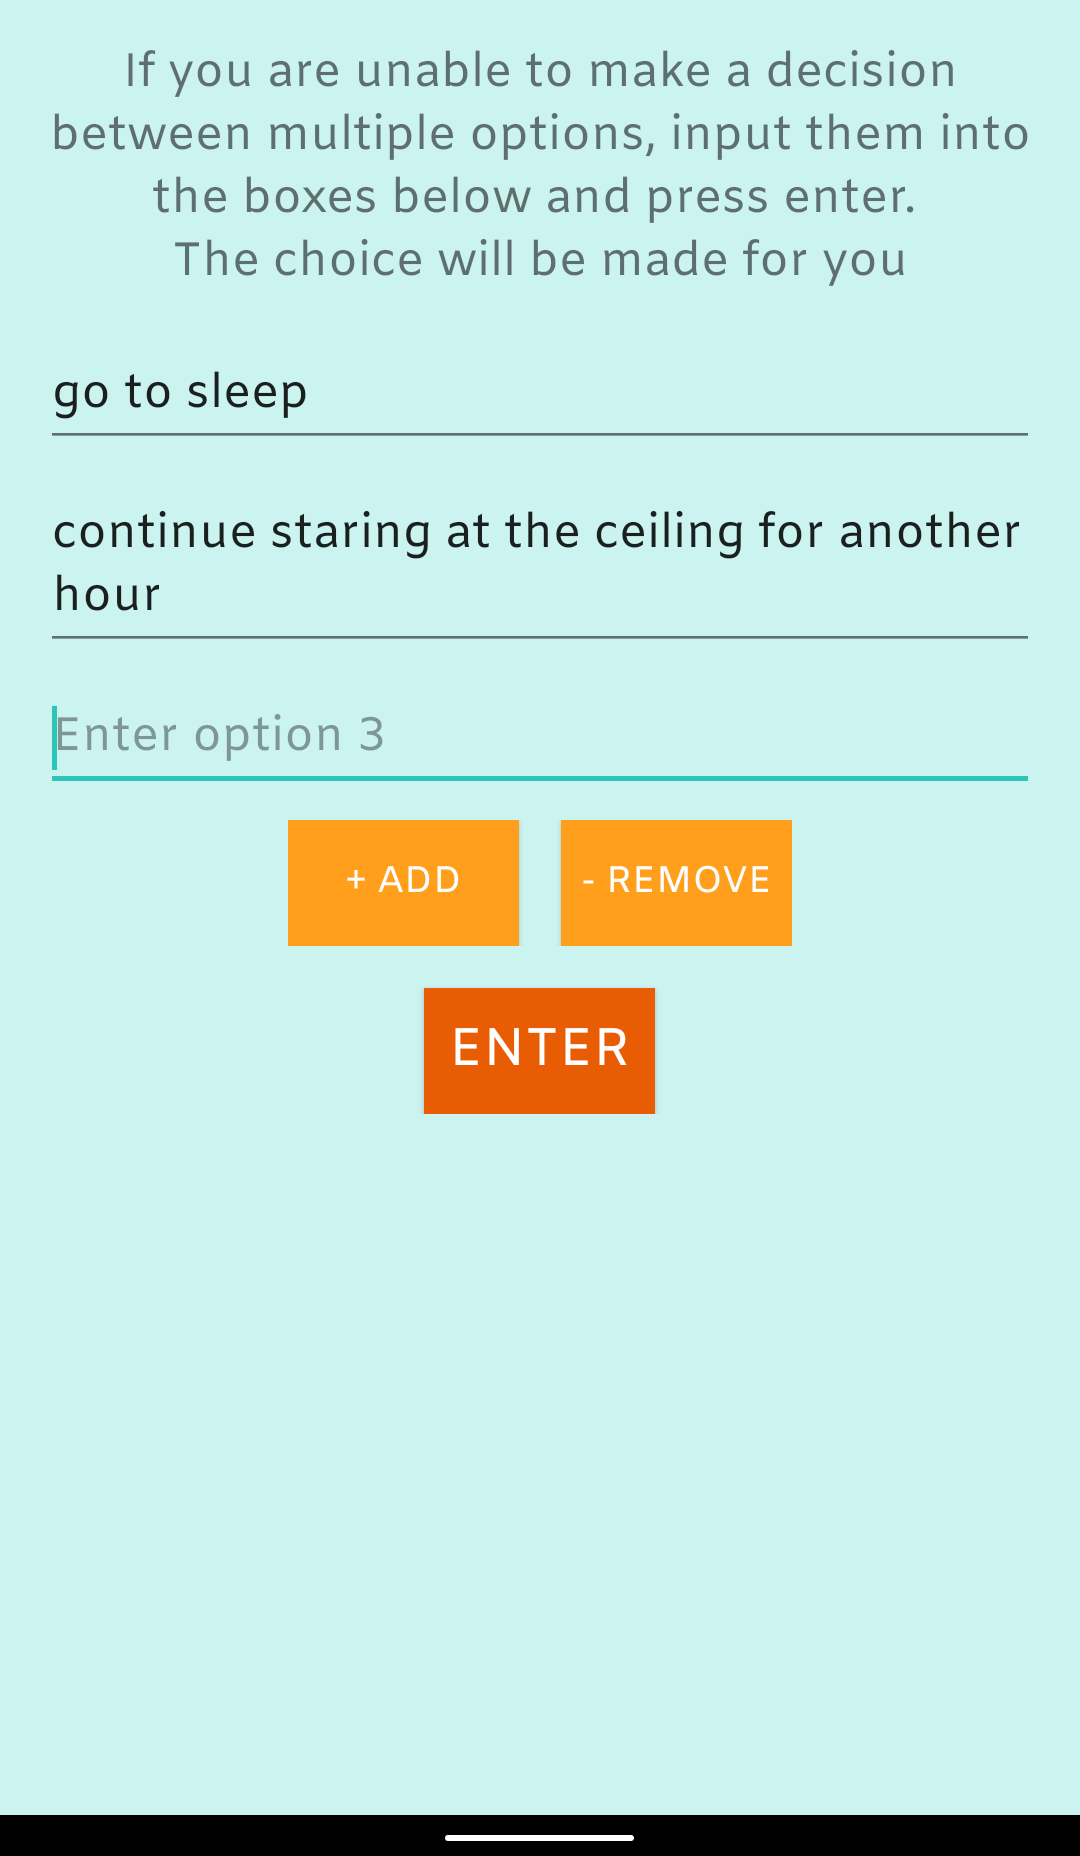 If you are unable to make a decision
between multiple options, input them into
the boxes below and press enter.
The choice will be made for you
go to sleep
continue staring at the ceiling for another
hour
Enter option 3
+ ADD
- REMOVE
ENTER